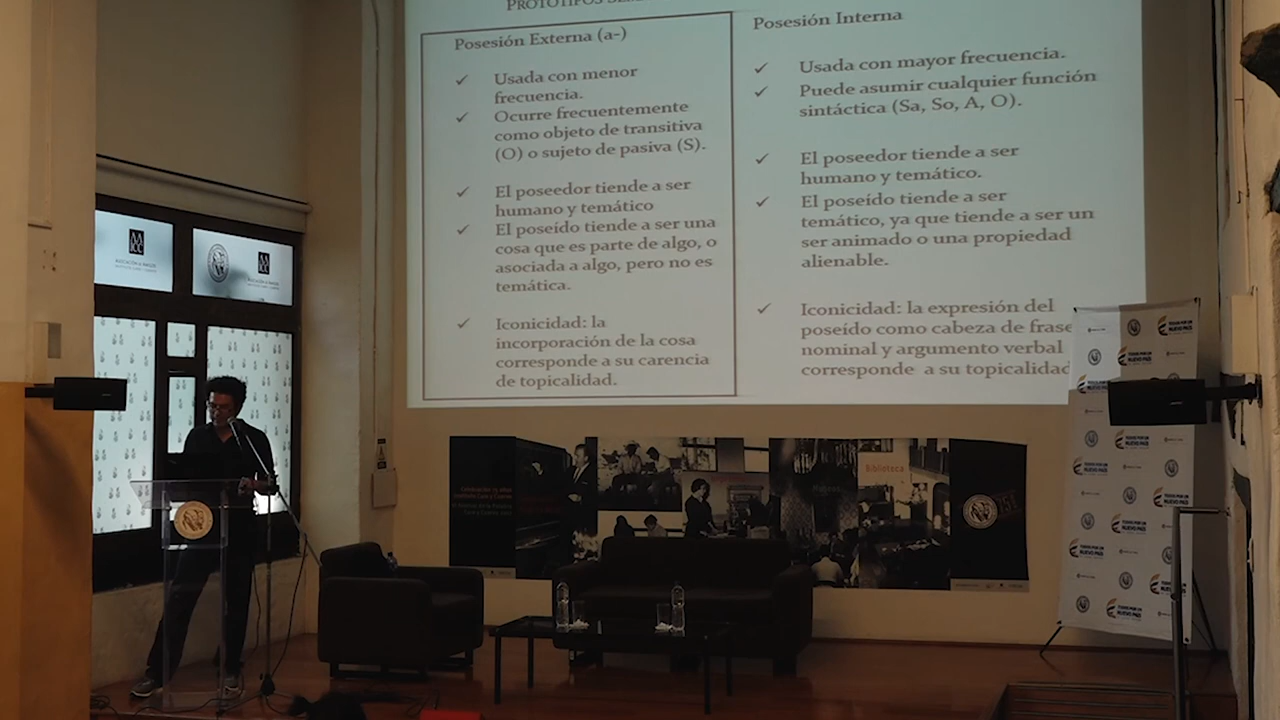 Posesión Externa (a-)
✓ Usada con menor
frecuencia.
✓ Ocurre frecuentemente
como objeto de transitiva
(O) o sujeto de pasiva (S).
✓ El poseedor tiende a ser
humano y temático
✓ El poseído tiende a ser una
cosa que es parte de algo, o
asociada a algo, pero no es
temática.
✓ Iconicidad: la
incorporación de la cosa
corresponde a su carencia
de topicalidad.
Posesión Interna
✓ Usada con mayor frecuencia.
✓ Puede asumir cualquier función
sintáctica (Sa, So, A, O).
✓ El poseedor tiende a ser
humano y temático.
✓ El poseído tiende a ser
temático, ya que tiende a ser un
ser animado o una propiedad
alienable.
✓ Iconicidad: la expresión del
poseído como cabeza de frase
nominal y argumento verbal
corresponde a su topicalidad
Biblioteca
TODOS POR UN
NUEVO PAÍS